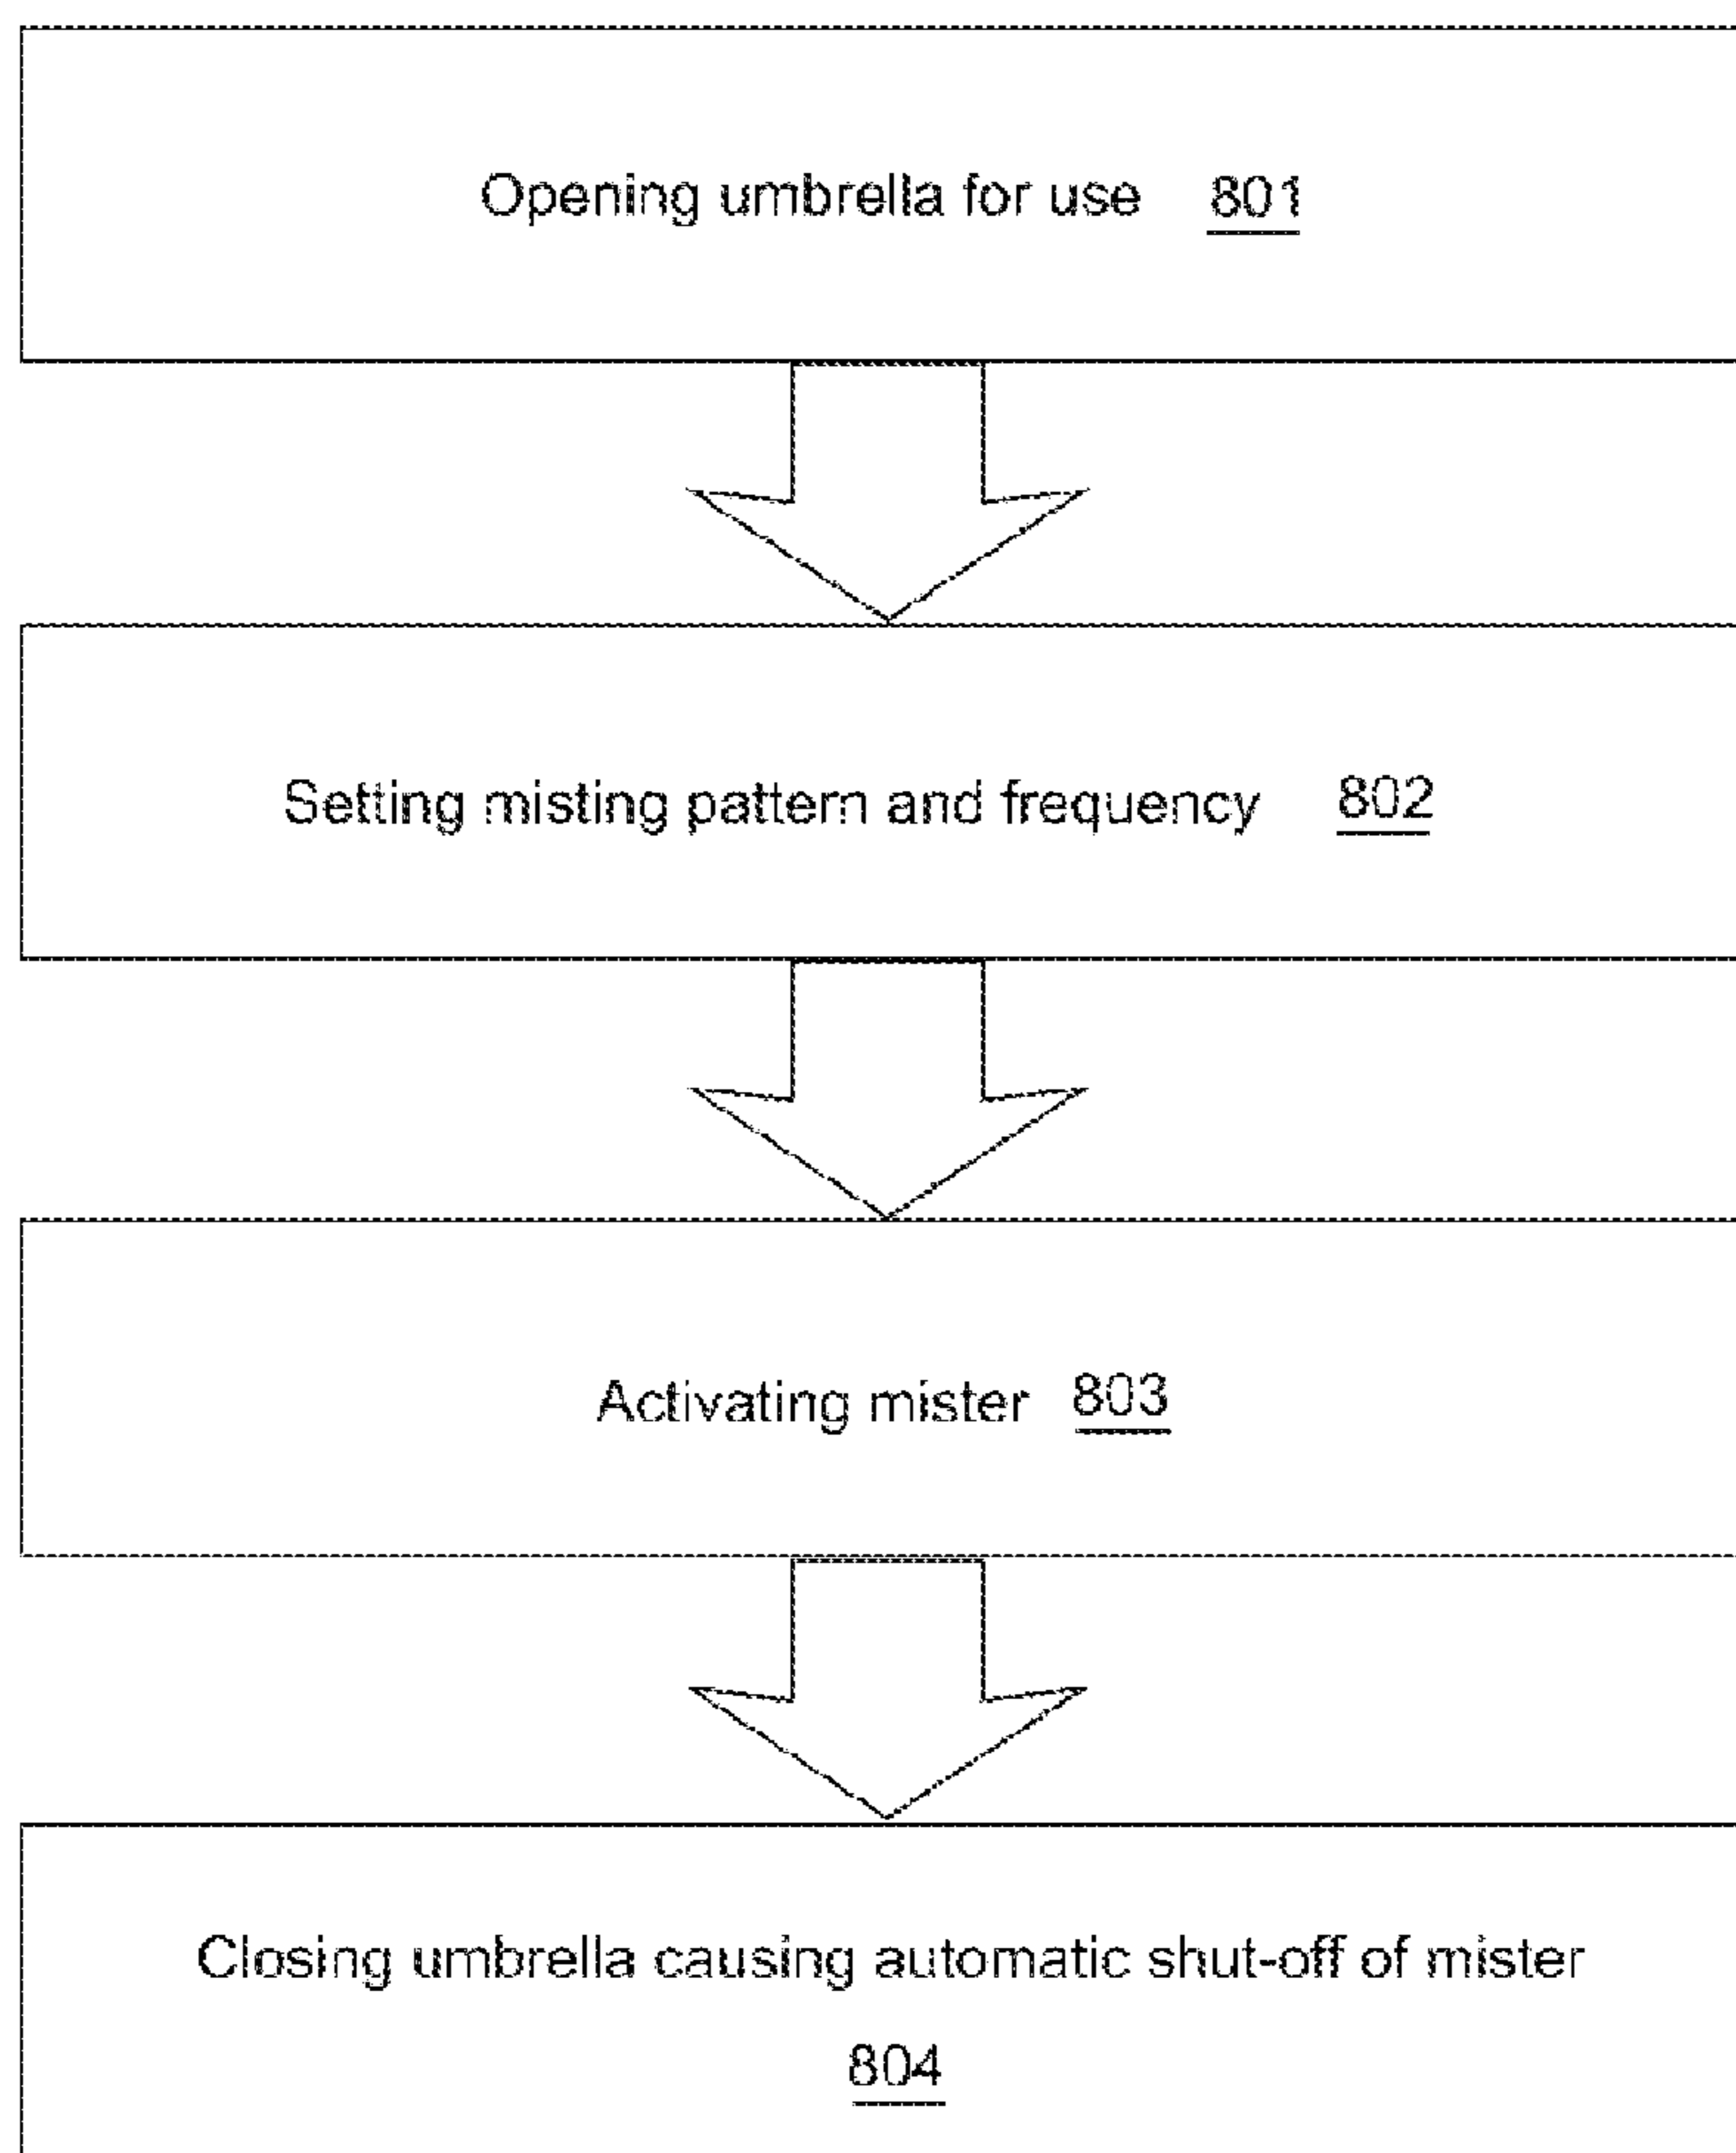 Opening umbrella for use 801
Setting misting pattern and frequency 802
Activating mister 803
Closing umbrella causing automatic shut-off of mister
804